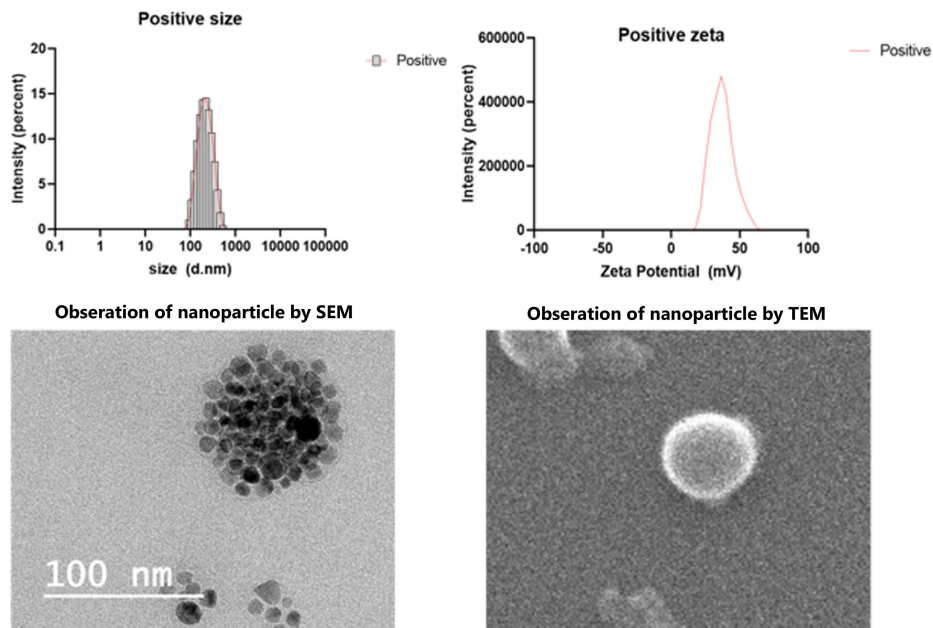 Positive size
20
15
10
5
0
Intensity (percent)
0.1 1 10 100 1000 10000 100000
size (d.nm)
Positive
Positive zeta
600000
400000
200000
0
Intensity (percent)
-100 -50 0 50 100
Zeta Potential (mV)
Positive
Obseration of nanoparticle by SEM
100 nm
Obseration of nanoparticle by TEM